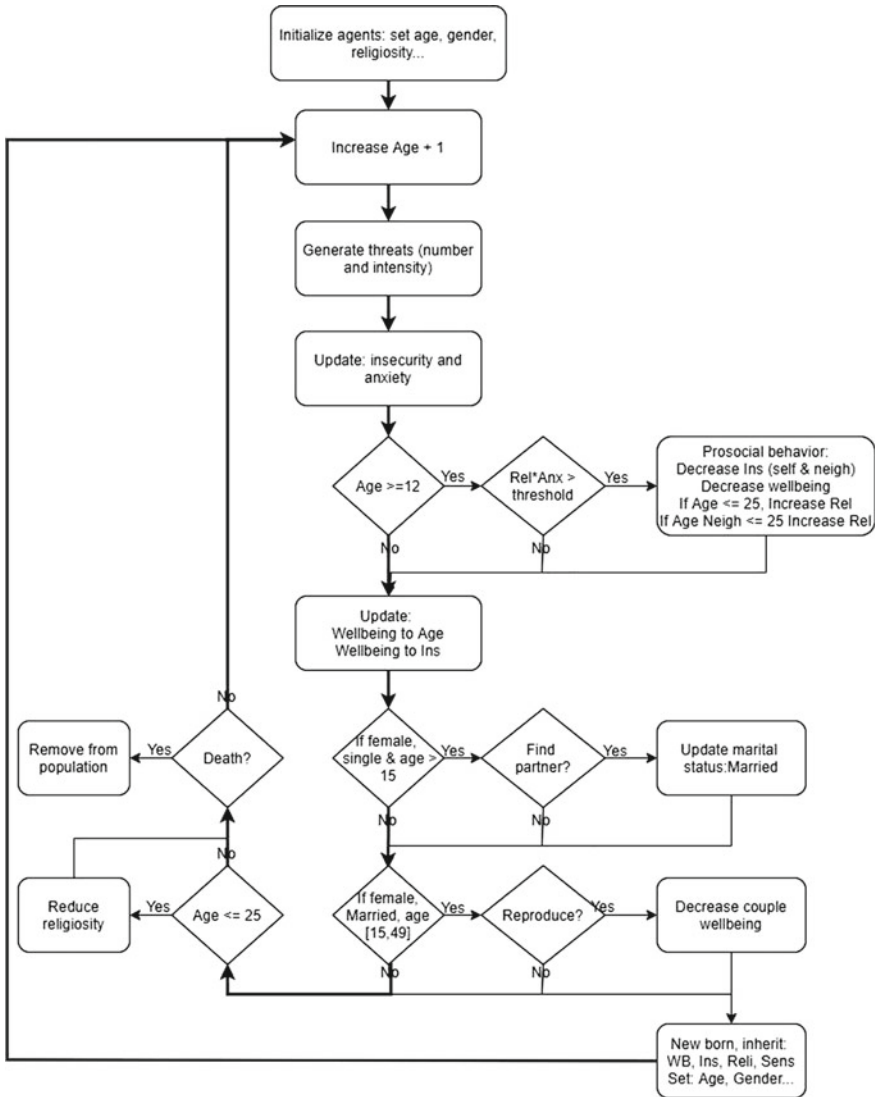 Initialize agents: set age, gender,
religiosity...
Increase Age + 1
Generate threats (number
and intensity)
Update: insecurity and
anxiety
Age >=12
Yes
Rel*Anx >
threshold
Yes
Prosocial behavior:
Decrease Ins (self & neigh)
Decrease wellbeing
If Age <= 25, Increase Rel
If Age Neigh <= 25 Increase Rel
No
No
Update:
Wellbeing to Age
Wellbeing to Ins
No
Remove from
population
Yes
Death?
If female,
single & age >
15
Yes
Find
partner?
Yes
Update marital
status:Married
No
No
No
Reduce
religiosity
Yes
Age <= 25
If female,
Married, age
[15,49]
Yes
Reproduce?
Yes
Decrease couple
wellbeing
No
No
New born, inherit:
WB, Ins, Reli, Sens
Set: Age, Gender...